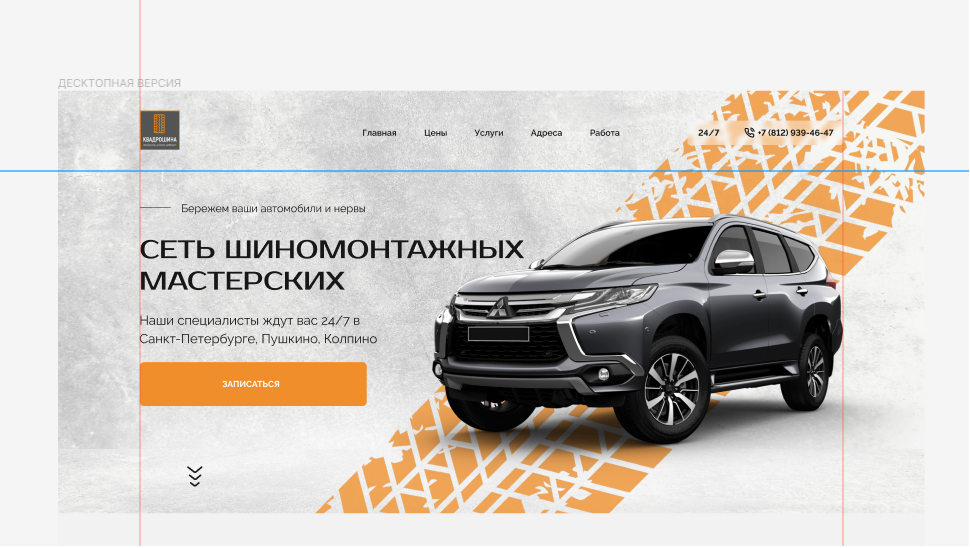 ДЕСКТОПНАЯ ВЕРСИЯ
КВАДРОШИНА
Главная Цены Услуги Адреса Работа 24/7 +7 (812) 939-46-47
Бережем ваши автомобили и нервы
СЕТЬ ШИНОМОНТАЖНЫХ
МАСТЕРСКИХ
Наши специалисты ждут вас 24/7 в
Санкт-Петербурге, Пушкино, Колпино
ЗАПИСАТЬСЯ